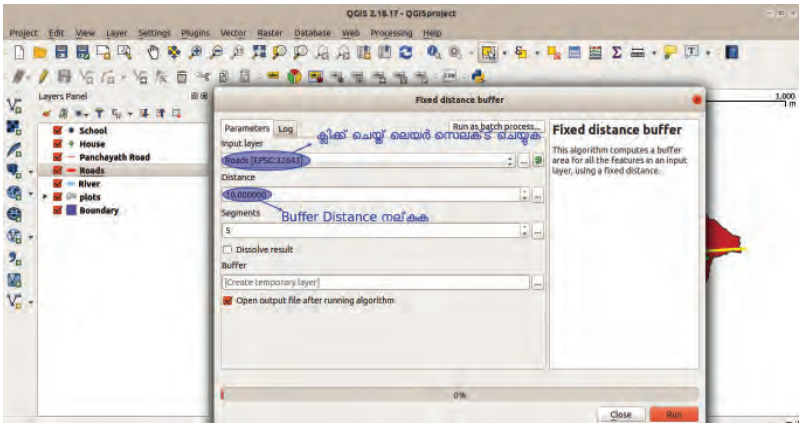 QGIS 2.18.17 - QGISproject
Project Edit View Layer Settings Plugins Vector Raster Database Web Processing Help
Layers Panel
School
House
Panchayath Road
Roads
River
plots
Boundary
Fixed distance buffer
Parameters Log
Run as batch process...
ക്ലിക്ക് ചെയ്ത് ലെയർ സെലക്ട് ചെയ്യുക
Input layer
Roads [EPSG:32643]
Distance
10.000000
Buffer Distance നല്കുക
Segments
5
Dissolve result
Buffer
[Create temporary layer]
Open output file after running algorithm
Fixed distance buffer
This algorithm computes a buffer
area for all the features in an input
layer, using a fixed distance.
0%
Close Run
1,000
m